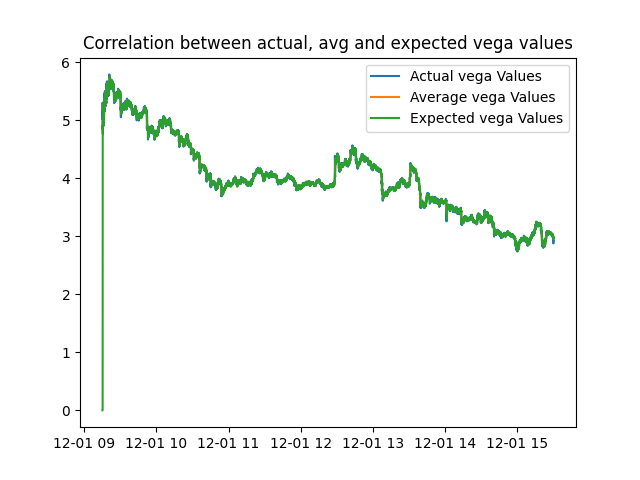 Correlation between actual, avg and expected vega values
Actual vega Values
Average vega Values
Expected vega Values
6
5
4
3
2
1
0
12-01 09 12-01 10 12-01 11 12-01 12 12-01 13 12-01 14 12-01 15